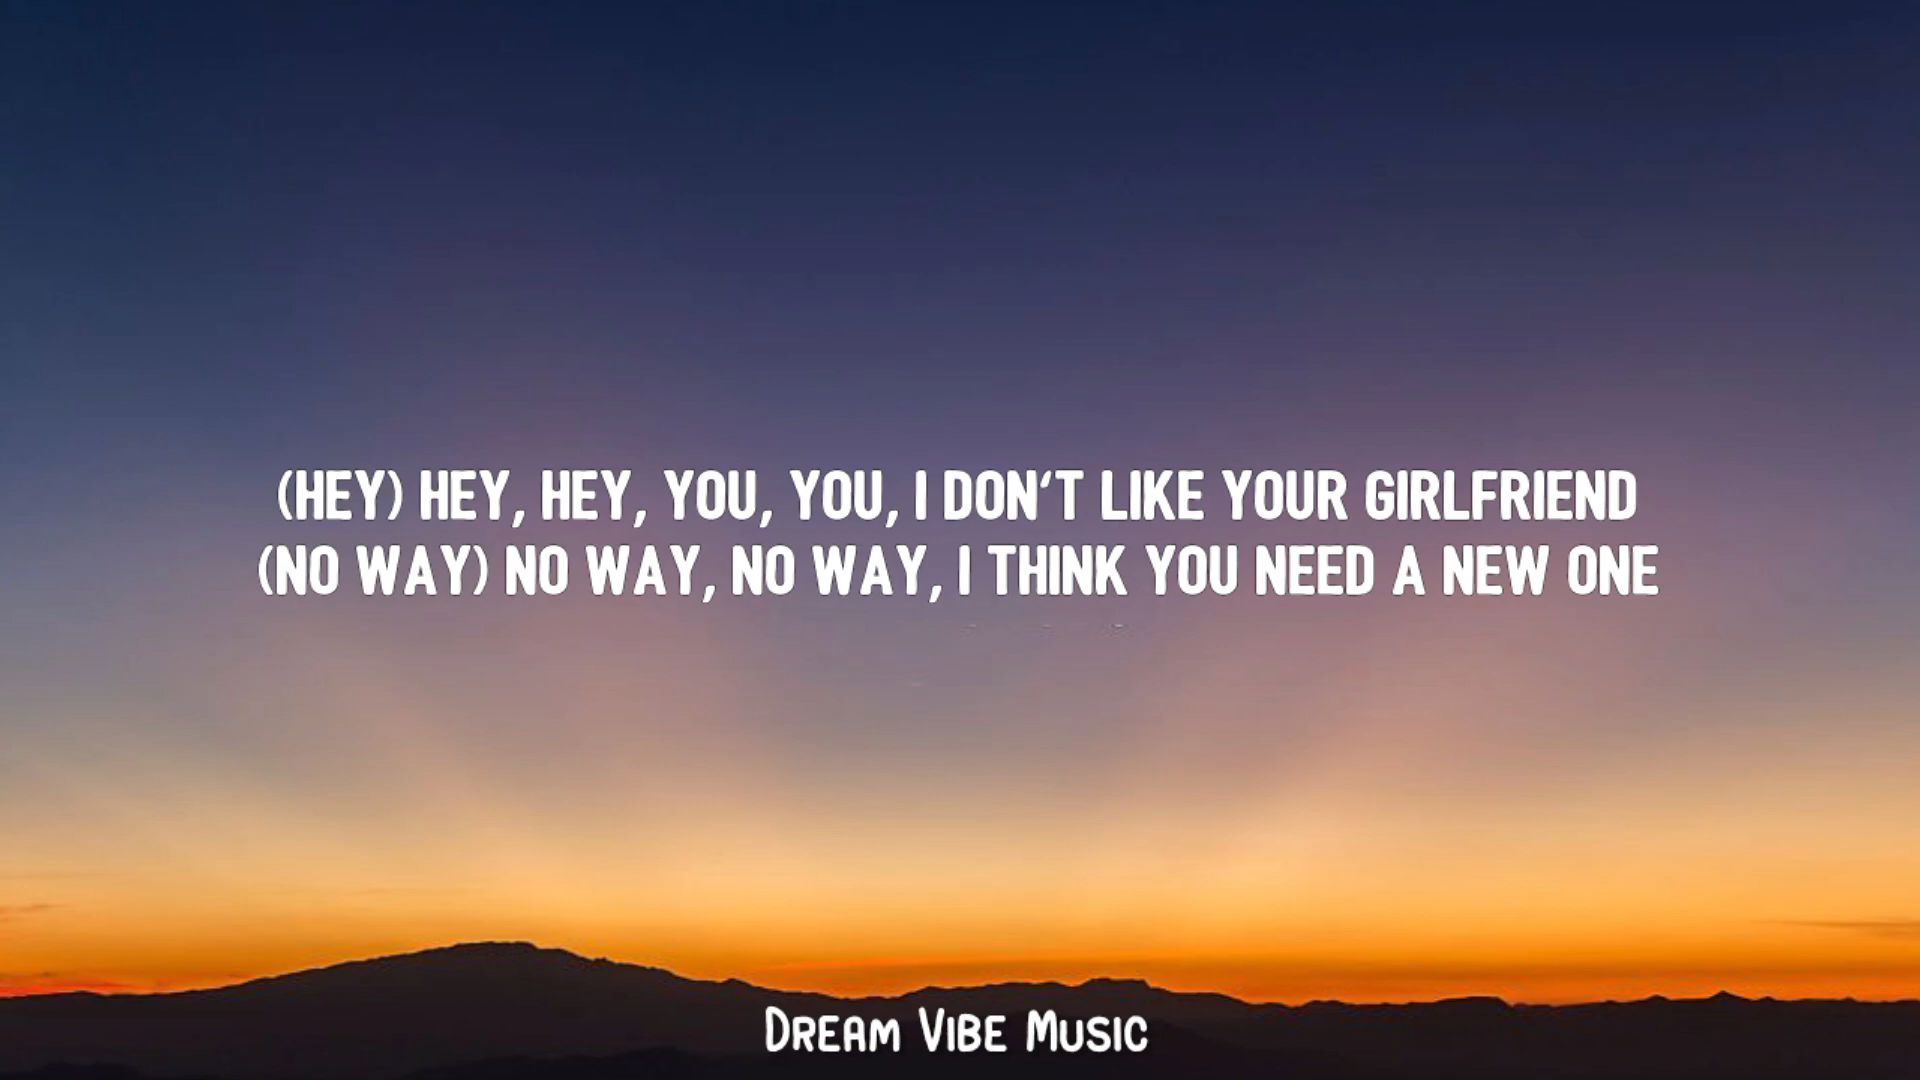 (HEY) HEY, HEY, YOU, YOU, I DON'T LIKE YOUR GIRLFRIEND
(NO WAY) NO WAY, NO WAY, I THINK YOU NEED A NEW ONE
DREAM VIBE MUSIC